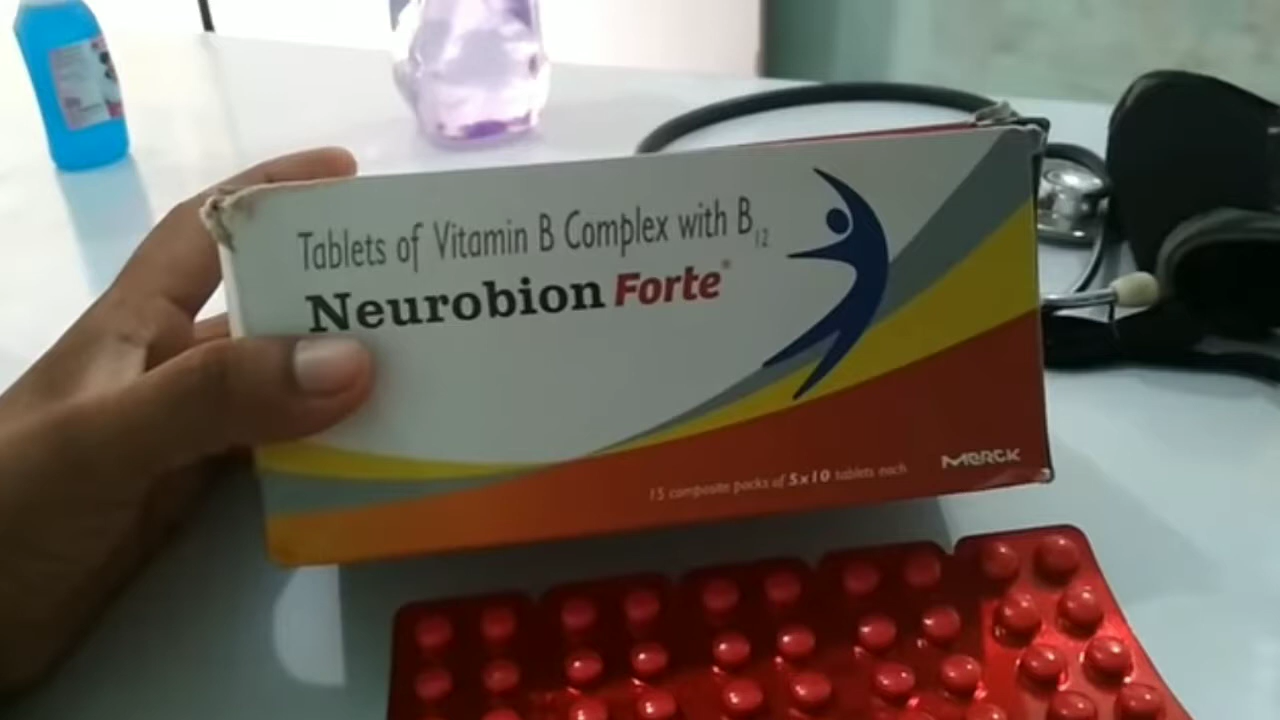 Tablets of Vitamin B Complex with B12
Neurobion Forte®
15 composite packs of 5x10 tablets each
MERCK